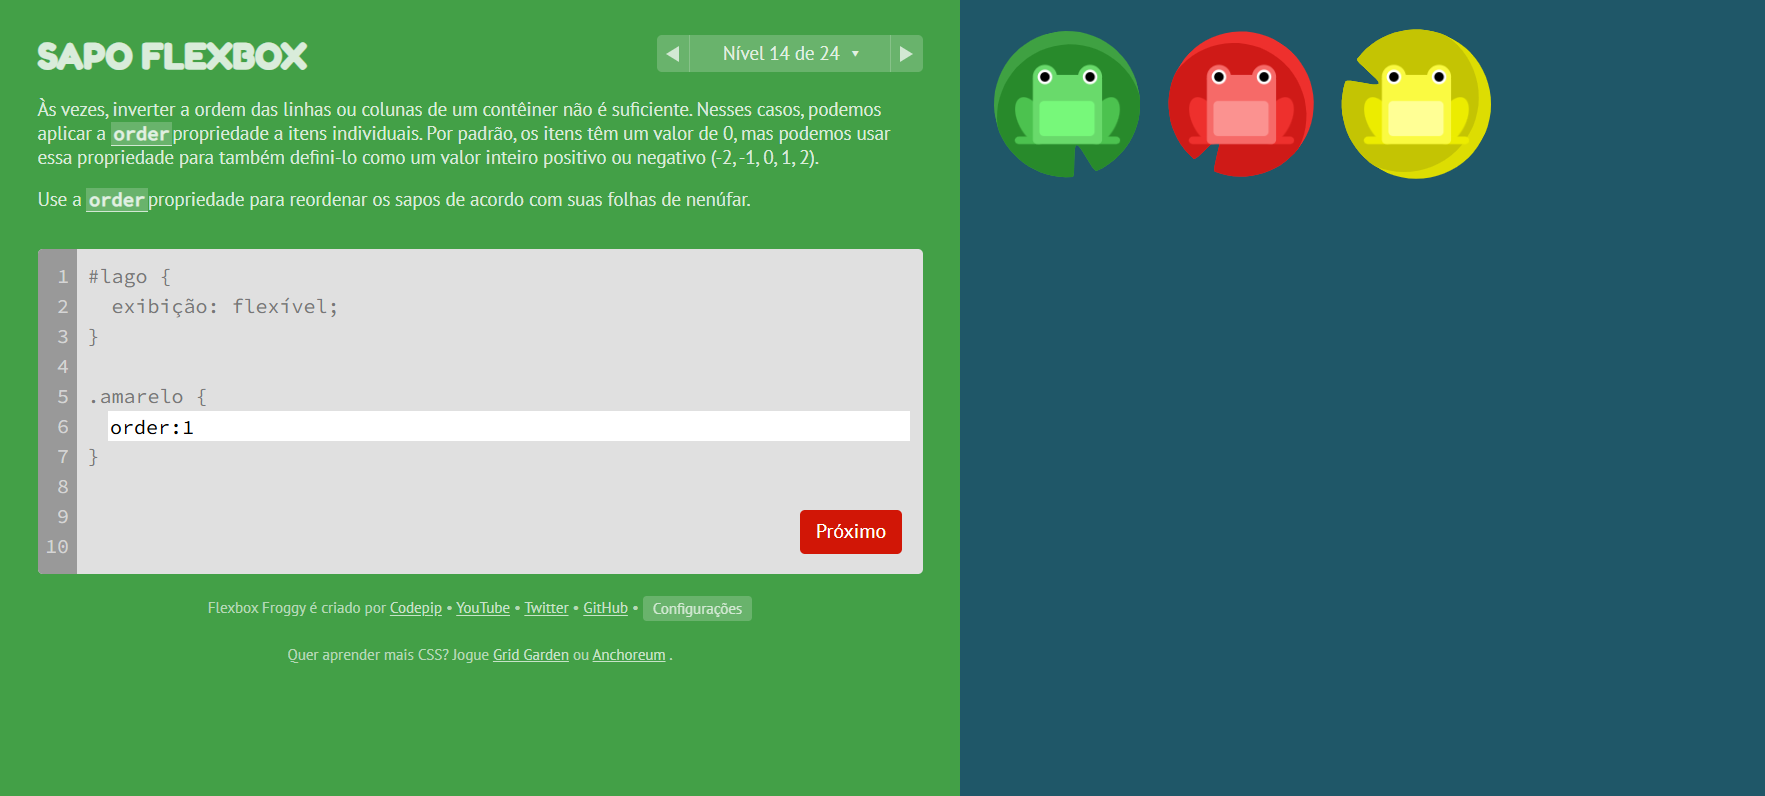 SAPO FLEXBOX
Nível 14 de 24
Às vezes, inverter a ordem das linhas ou colunas de um contêiner não é suficiente. Nesses casos, podemos
aplicar a order propriedade a itens individuais. Por padrão, os itens têm um valor de 0, mas podemos usar
essa propriedade para também defini-lo como um valor inteiro positivo ou negativo (-2, -1, 0, 1, 2).
Use a order propriedade para reordenar os sapos de acordo com suas folhas de nenúfar.
1 #lago {
2 exibição: flexível;
3 }
4
5 .amarelo {
6 order:1
7 }
8
9
10
Próximo
Flexbox Froggy é criado por Codepip • YouTube • Twitter • GitHub • Configurações
Quer aprender mais CSS? Jogue Grid Garden ou Anchoreum .